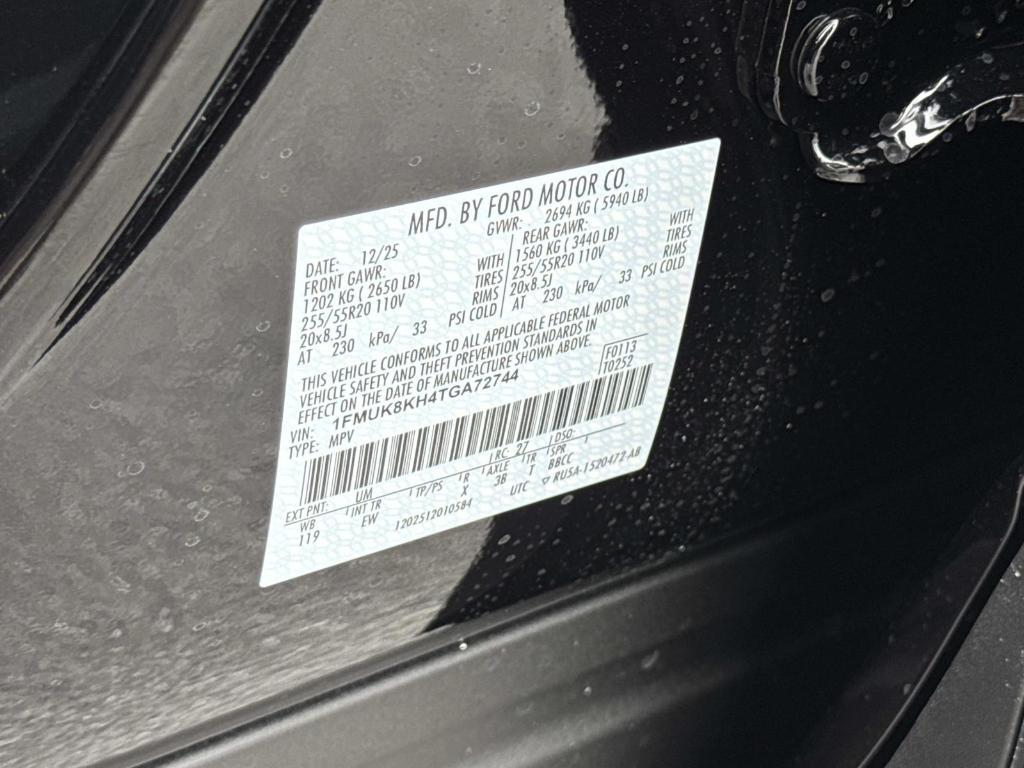 MFD. BY FORD MOTOR CO.
DATE: 12/25 GVWR: 2694 KG ( 5940 LB)
FRONT GAWR: REAR GAWR:
1202 KG ( 2650 LB) WITH 1560 KG ( 3440 LB) WITH
255/55R20 110V TIRES 255/55R20 110V TIRES
20x8.5J RIMS 20x8.5J RIMS
AT 230 kPa/ 33 PSI COLD AT 230 kPa/ 33 PSI COLD
THIS VEHICLE CONFORMS TO ALL APPLICABLE FEDERAL MOTOR
VEHICLE SAFETY AND THEFT PREVENTION STANDARDS IN
EFFECT ON THE DATE OF MANUFACTURE SHOWN ABOVE.
VIN: 1FMUK8KH4TGA72744 F0113
TYPE: MPV T0252
EXT PNT: UM RC: 27 DSO:
WB INT TR TP/PS R AXLE TR SPR
119 EW X 3B T BBCC
1202512010584 UTC ▽ RU5A-1520472-AB